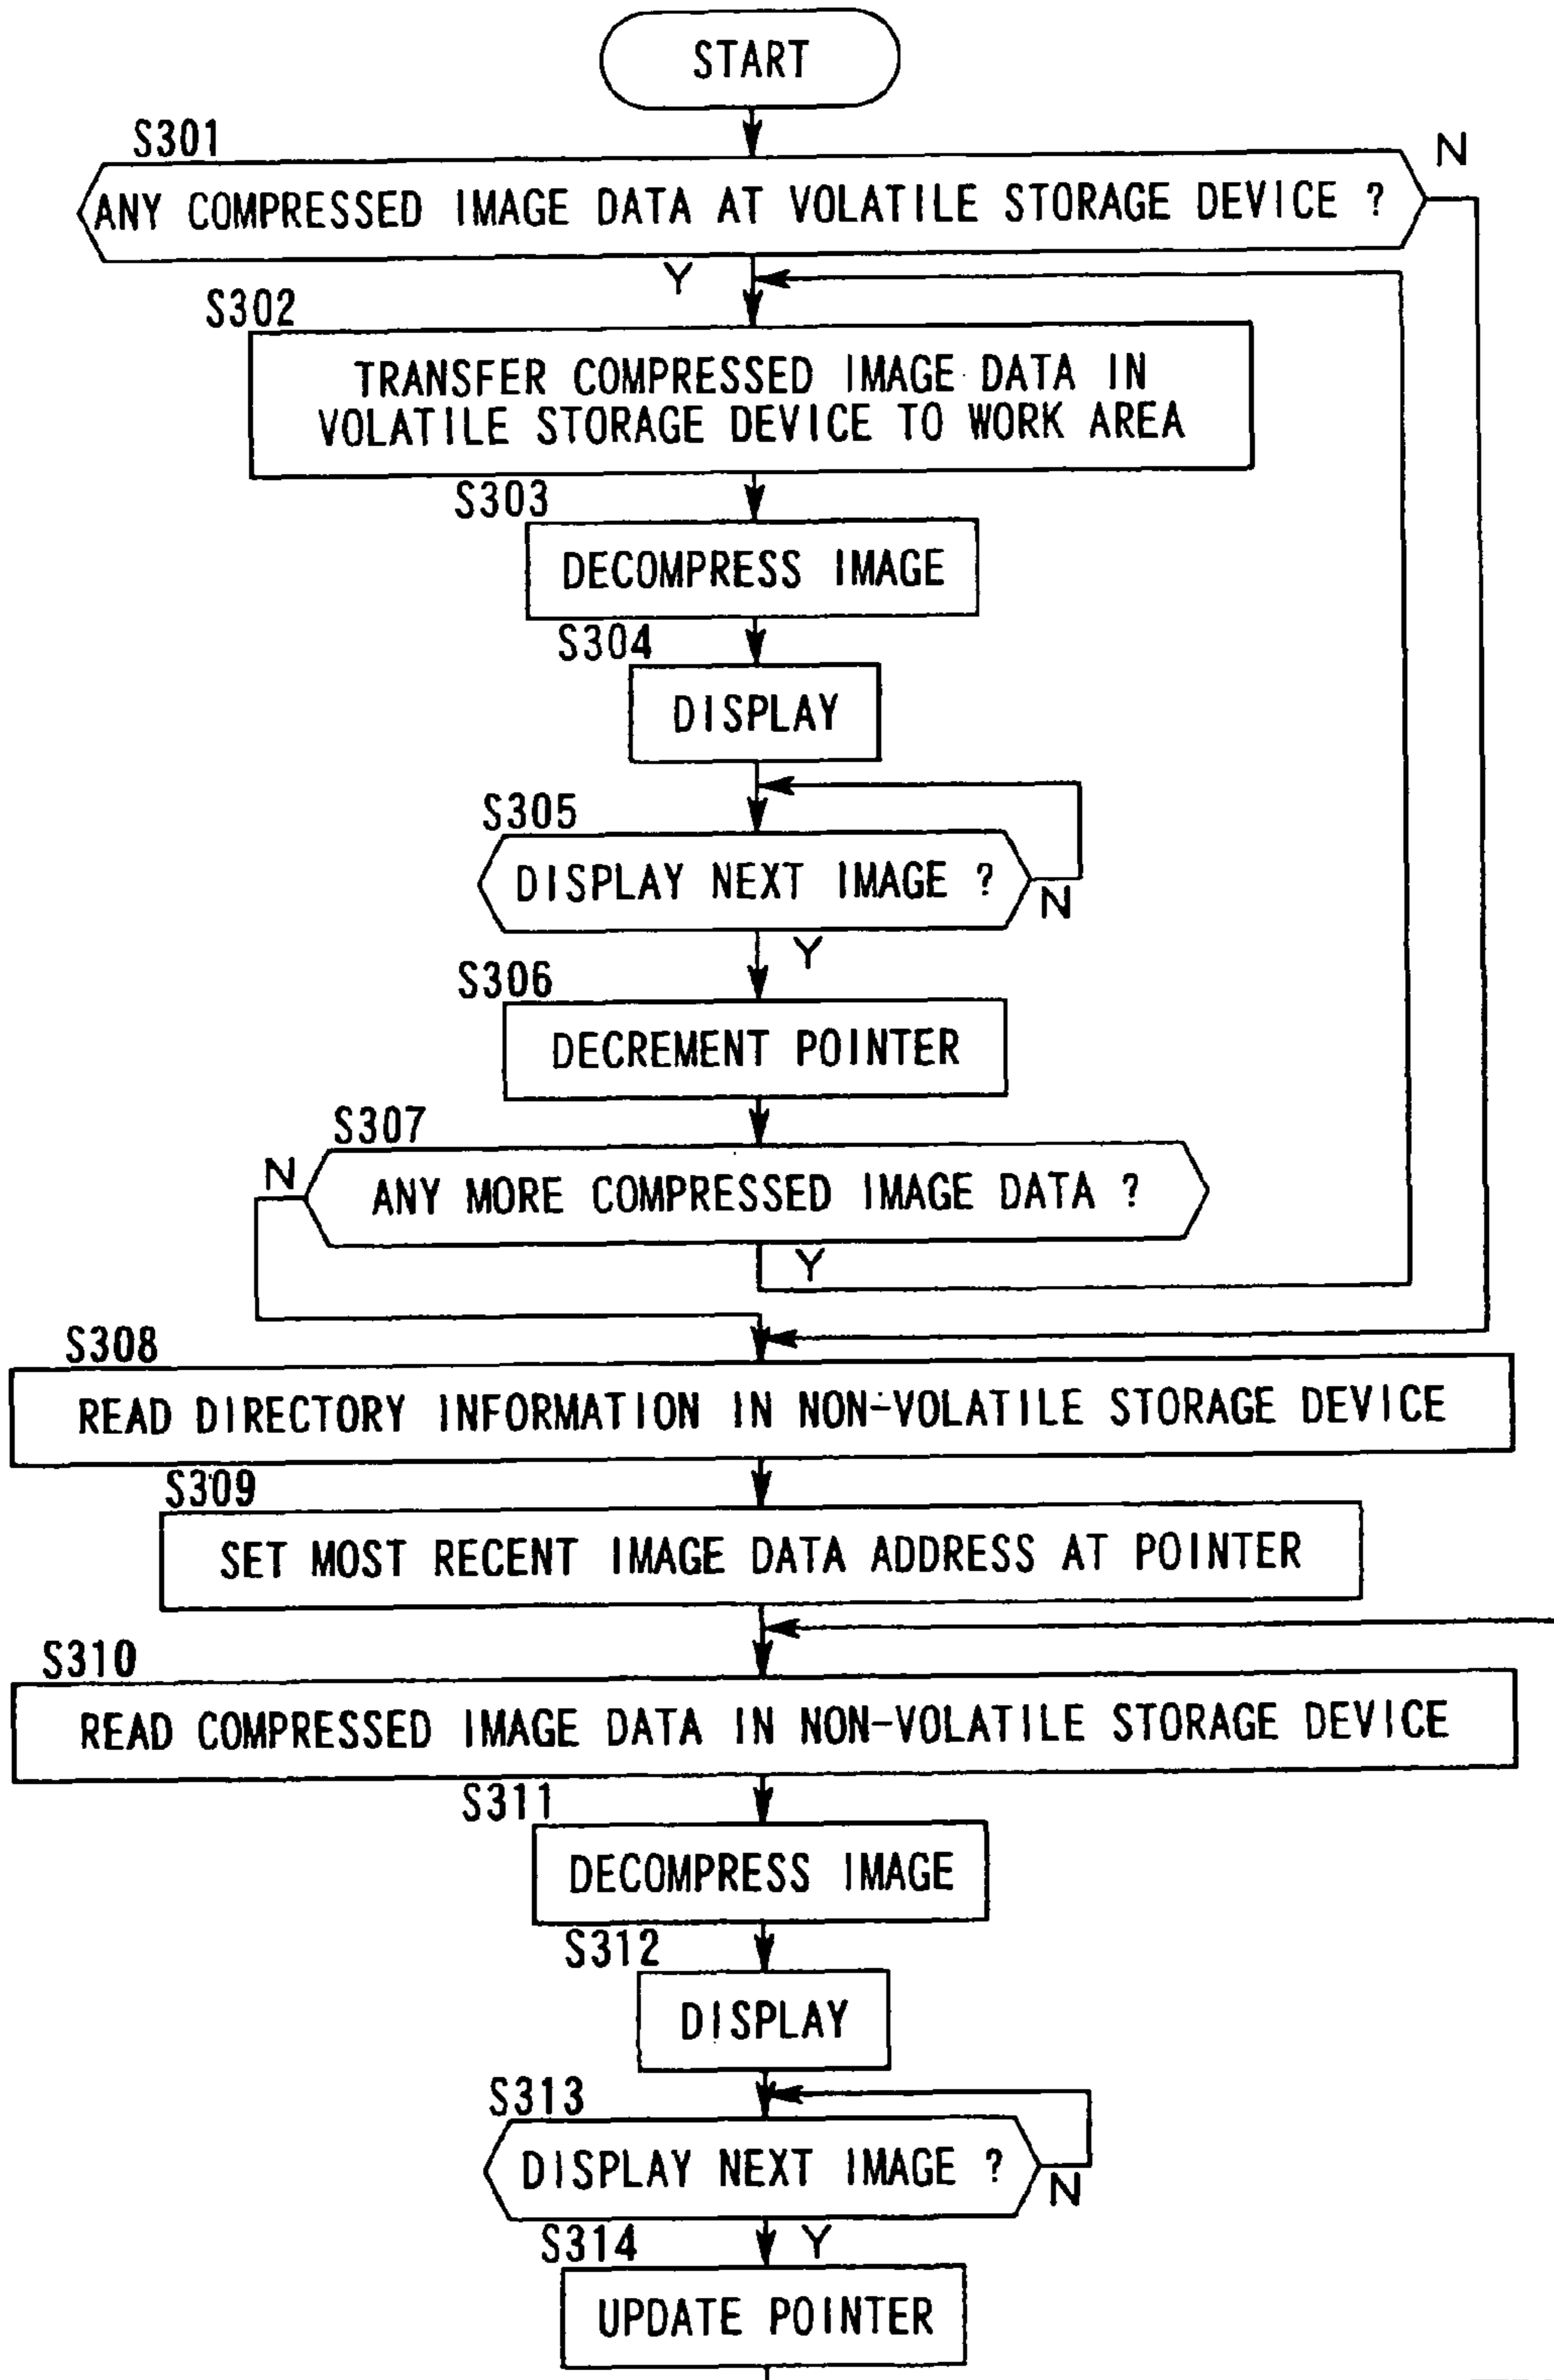 START
S301
N
ANY COMPRESSED IMAGE DATA AT VOLATILE STORAGE DEVICE ?
Y
S302
TRANSFER COMPRESSED IMAGE DATA IN
VOLATILE STORAGE DEVICE TO WORK AREA
S303
DECOMPRESS IMAGE
S304
DISPLAY
S305
DISPLAY NEXT IMAGE ?
N
Y
S306
DECREMENT POINTER
S307
N
ANY MORE COMPRESSED IMAGE DATA ?
Y
S308
READ DIRECTORY INFORMATION IN NON-VOLATILE STORAGE DEVICE
S309
SET MOST RECENT IMAGE DATA ADDRESS AT POINTER
S310
READ COMPRESSED IMAGE DATA IN NON-VOLATILE STORAGE DEVICE
S311
DECOMPRESS IMAGE
S312
DISPLAY
S313
DISPLAY NEXT IMAGE ?
N
S314
Y
UPDATE POINTER